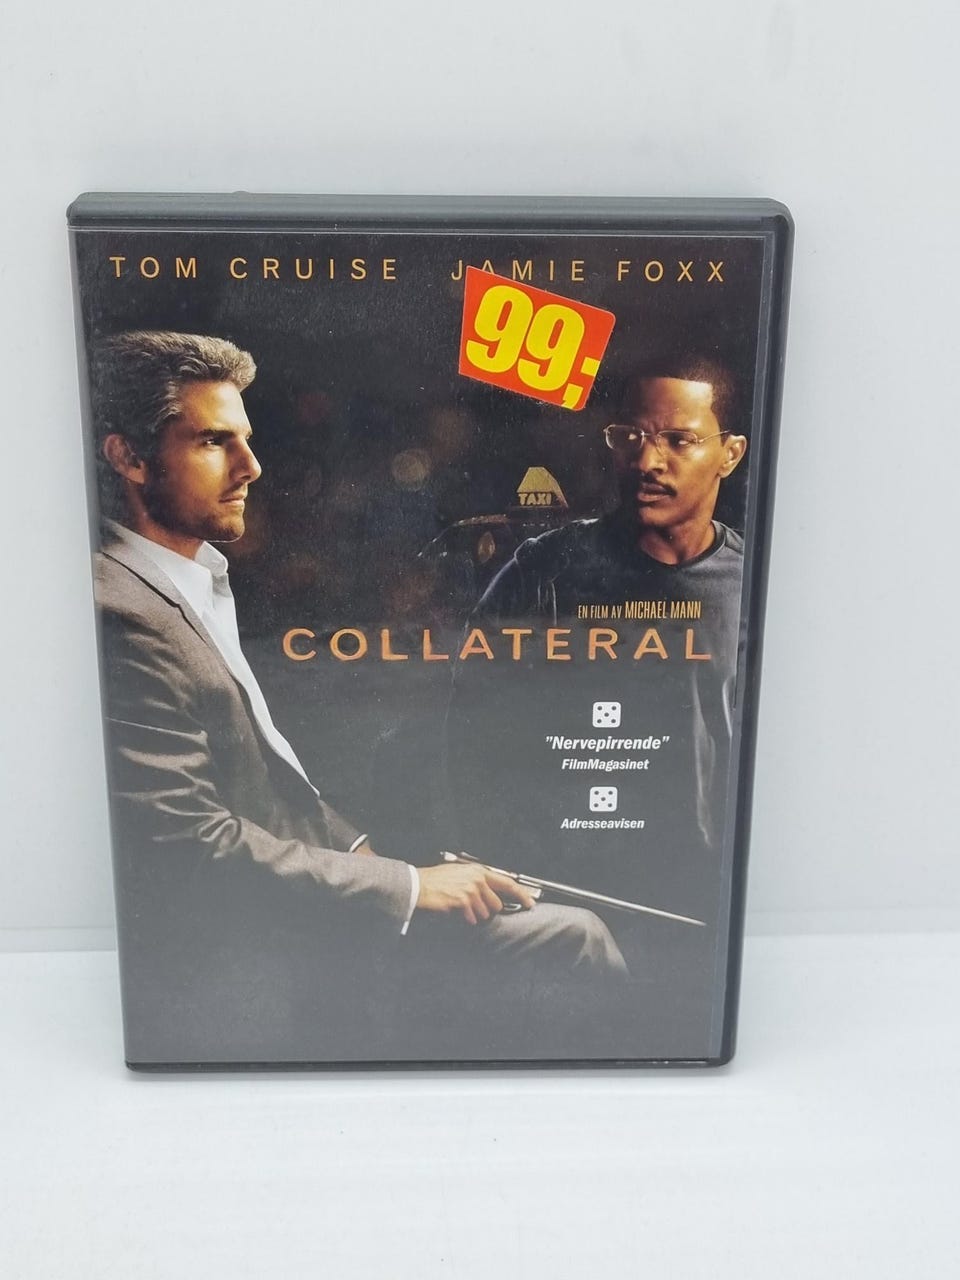 TOM CRUISE JAMIE FOXX
99,-
TAXI
EN FILM AV MICHAEL MANN
COLLATERAL
"Nervepirrende"
FilmMagasinet
Adresseavisen